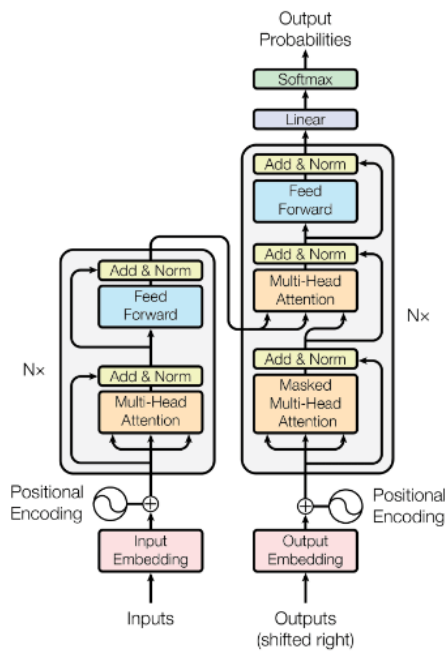 Output
Probabilities
Softmax
Linear
Add & Norm
Feed
Forward
Add & Norm
Multi-Head
Attention
Add & Norm
Masked
Multi-Head
Attention
N×
Add & Norm
Feed
Forward
Add & Norm
Multi-Head
Attention
N×
Positional
Encoding
Positional
Encoding
Input
Embedding
Output
Embedding
Inputs
Outputs
(shifted right)